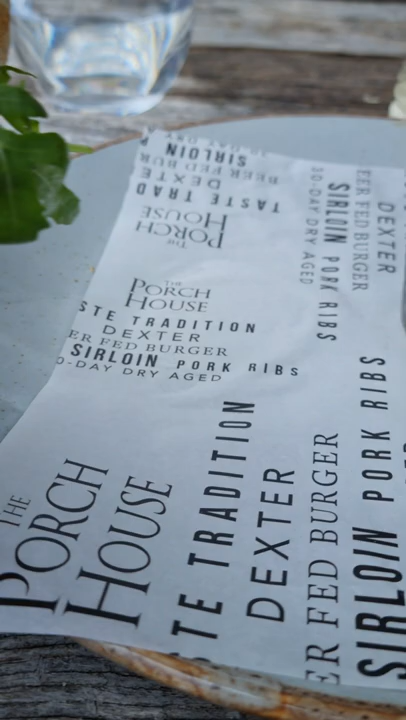 SIRLOIN
BEER FED BUR
DEXTE
TASTE TRAD
THE
PORCH
HOUSE
THE
PORCH
HOUSE
STE TRADITION
DEXTER
ER FED BURGER
SIRLOIN PORK RIBS
0-DAY DRY AGED
DEXTER
EER FED BURGER
SIRLOIN PORK RIBS
30-DAY DRY AGED
THE
PORCH
HOUSE
STE TRADITION
DEXTER
ER FED BURGER
SIRLOIN PORK RIBS